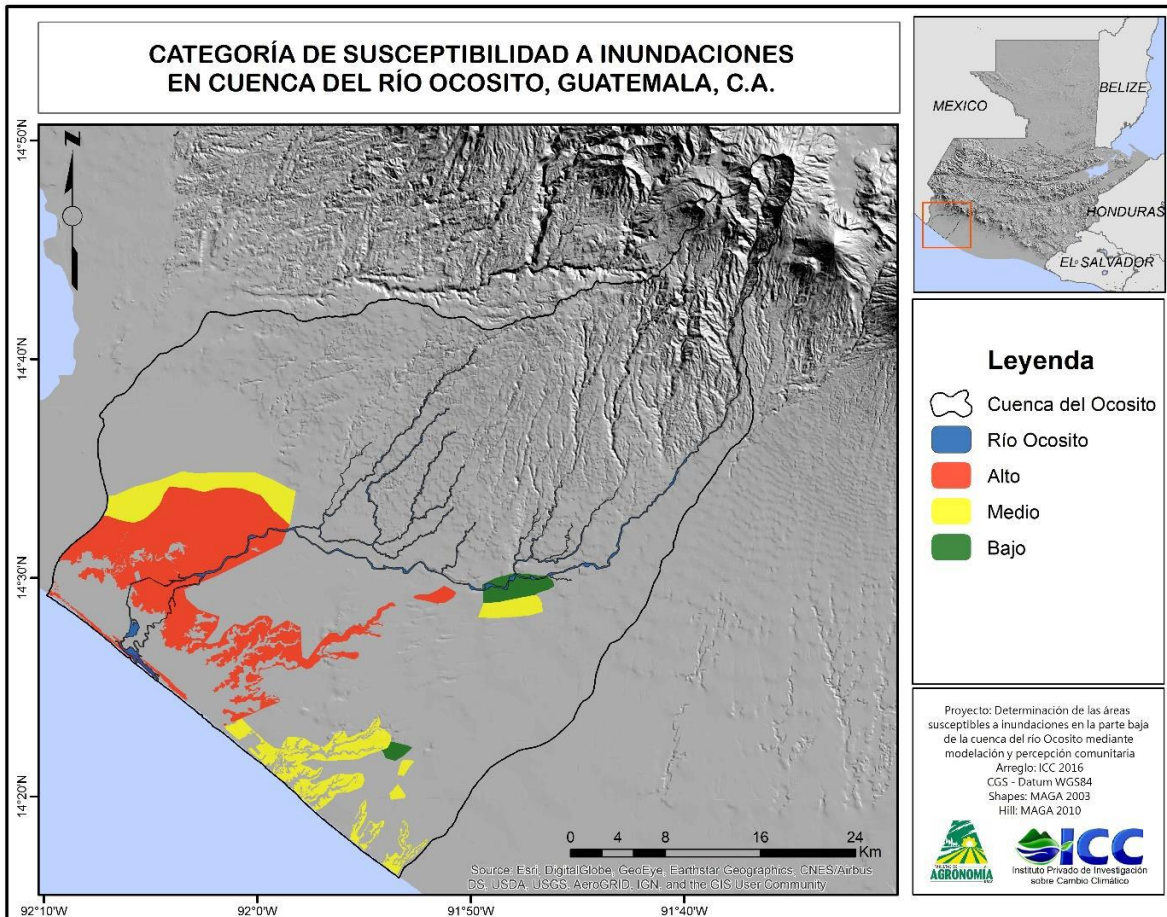 CATEGORÍA DE SUSCEPTIBILIDAD A INUNDACIONES
EN CUENCA DEL RÍO OCOSITO, GUATEMALA, C.A.
MEXICO
BELIZE
HONDURAS
EL SALVADOR
Z
14°50'N
14°40'N
14°30'N
14°20'N
92°10'W
92°0'W
91°50'W
91°40'W
0 4 8 16 24
Km
Source: Esri, DigitalGlobe, GeoEye, Earthstar Geographics, CNES/Airbus
DS, USDA, USGS, AeroGRID, IGN, and the GIS User Community
Leyenda
Cuenca del Ocosito
Río Ocosito
Alto
Medio
Bajo
Proyecto: Determinación de las áreas
susceptibles a inundaciones en la parte baja
de la cuenca del río Ocosito mediante
modelación y percepción comunitaria
Arreglo: ICC 2016
CGS - Datum WGS84
Shapes: MAGA 2003
Hill: MAGA 2010
AGRONOMÍA
ICC
Instituto Privado de Investigación
sobre Cambio Climático